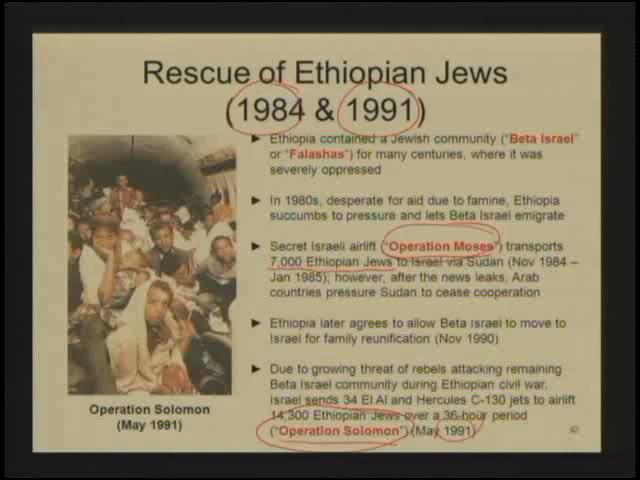 Rescue of Ethiopian Jews
(1984 & 1991)
► Ethiopia contained a Jewish community ("Beta Israel"
or "Falashas") for many centuries, where it was
severely oppressed
► In 1980s, desperate for aid due to famine, Ethiopia
succumbs to pressure and lets Beta Israel emigrate
► Secret Israeli airlift ("Operation Moses") transports
7,000 Ethiopian Jews to Israel via Sudan (Nov 1984 –
Jan 1985); however, after the news leaks, Arab
countries pressure Sudan to cease cooperation
► Ethiopia later agrees to allow Beta Israel to move to
Israel for family reunification (Nov 1990)
► Due to growing threat of rebels attacking remaining
Beta Israel community during Ethiopian civil war,
Israel sends 34 El Al and Hercules C-130 jets to airlift
14,300 Ethiopian Jews over a 36-hour period
("Operation Solomon") (May 1991)
Operation Solomon
(May 1991)